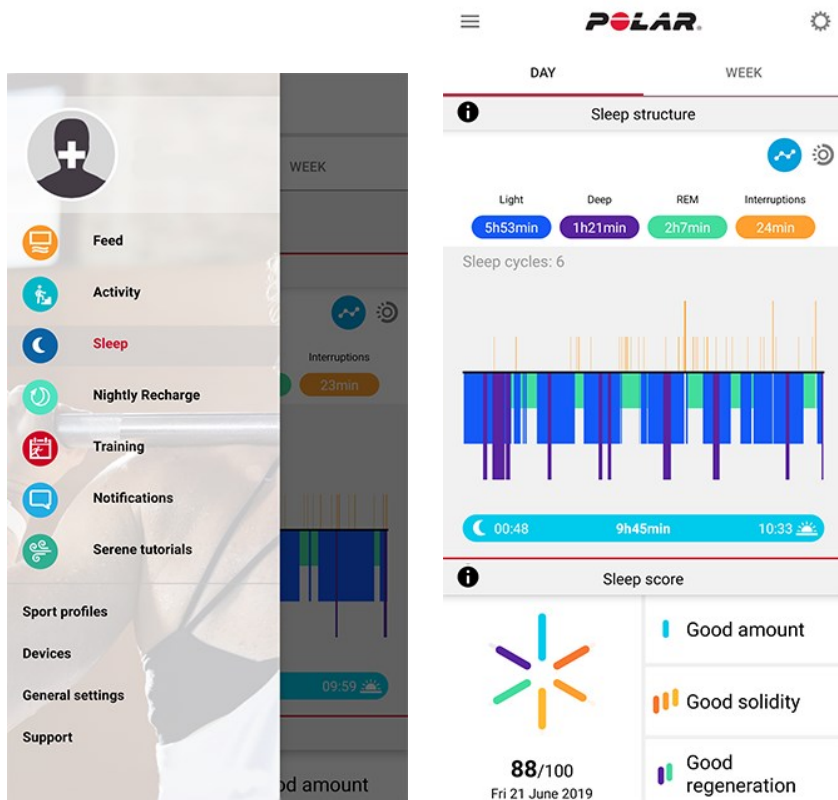 WEEK
Feed
Activity
Sleep
Interruptions
Nightly Recharge
23min
Training
Notifications
Serene tutorials
Sport profiles
Devices
General settings
09:59
Support
od amount
POLAR.
DAY WEEK
Sleep structure
Light Deep REM Interruptions
5h53min 1h21min 2h7min 24min
Sleep cycles: 6
00:48 9h45min 10:33
Sleep score
Good amount
Good solidity
88/100
Fri 21 June 2019
Good
regeneration